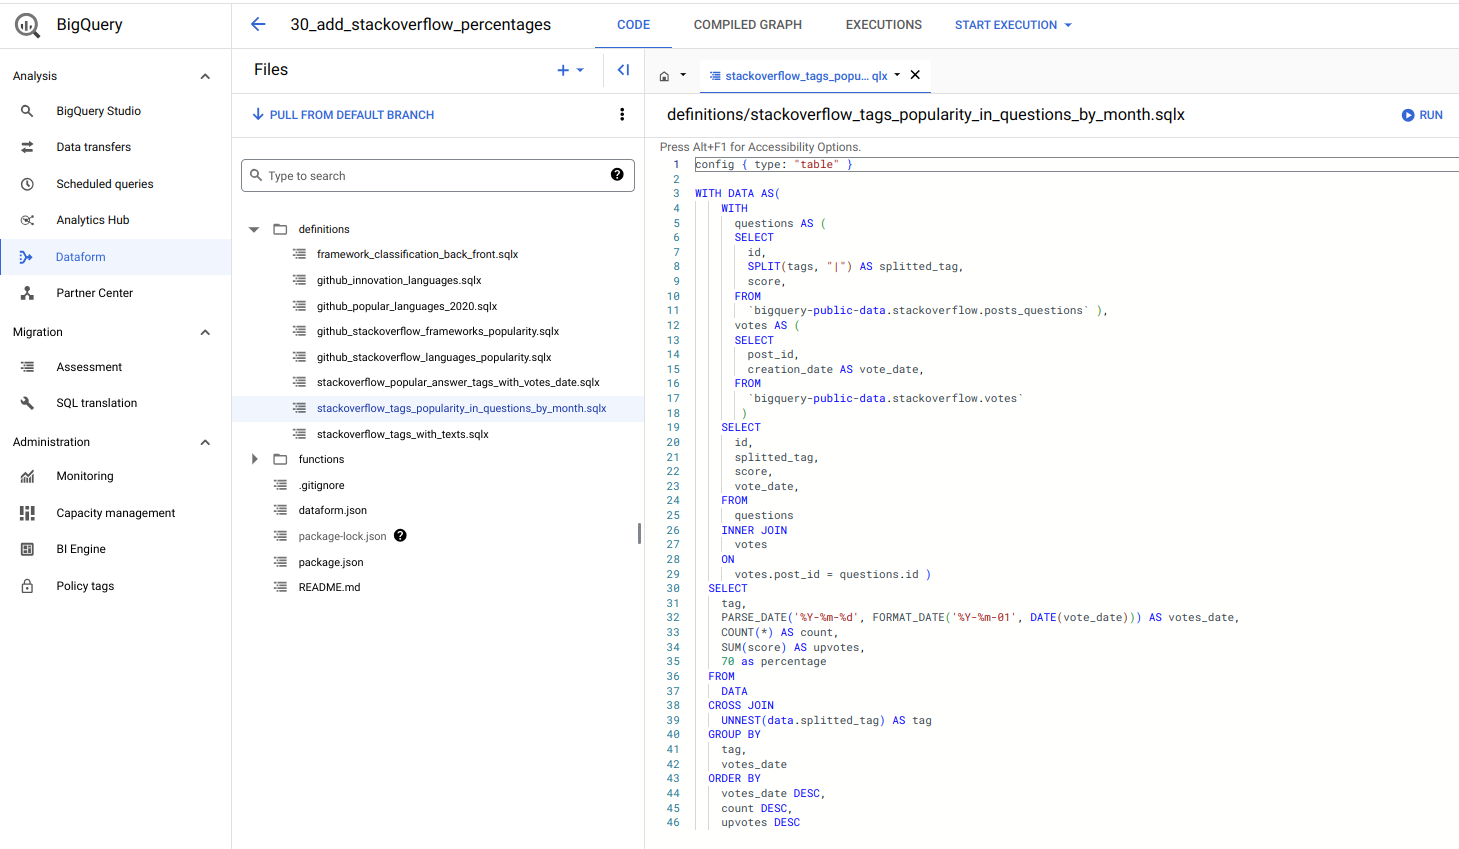 BigQuery
30_add_stackoverflow_percentages
CODE
COMPILED GRAPH
EXECUTIONS
START EXECUTION
Analysis
BigQuery Studio
Data transfers
Scheduled queries
Analytics Hub
Dataform
Partner Center
Migration
Assessment
SQL translation
Administration
Monitoring
Capacity management
BI Engine
Policy tags
Files
PULL FROM DEFAULT BRANCH
Type to search
definitions
framework_classification_back_front.sqlx
github_innovation_languages.sqlx
github_popular_languages_2020.sqlx
github_stackoverflow_frameworks_popularity.sqlx
github_stackoverflow_languages_popularity.sqlx
stackoverflow_popular_answer_tags_with_votes_date.sqlx
stackoverflow_tags_popularity_in_questions_by_month.sqlx
stackoverflow_tags_with_texts.sqlx
functions
.gitignore
dataform.json
package-lock.json
package.json
README.md
stackoverflow_tags_popu... qlx
definitions/stackoverflow_tags_popularity_in_questions_by_month.sqlx
RUN
Press Alt+F1 for Accessibility Options.
1 config { type: "table" }
2
3 WITH DATA AS(
4 WITH
5 questions AS (
6 SELECT
7 id,
8 SPLIT(tags, "|") AS splitted_tag,
9 score,
10 FROM
11 `bigquery-public-data.stackoverflow.posts_questions` ),
12 votes AS (
13 SELECT
14 post_id,
15 creation_date AS vote_date,
16 FROM
17 `bigquery-public-data.stackoverflow.votes`
18 )
19 SELECT
20 id,
21 splitted_tag,
22 score,
23 vote_date,
24 FROM
25 questions
26 INNER JOIN
27 votes
28 ON
29 votes.post_id = questions.id )
30 SELECT
31 tag,
32 PARSE_DATE('%Y-%m-%d', FORMAT_DATE('%Y-%m-01', DATE(vote_date))) AS votes_date,
33 COUNT(*) AS count,
34 SUM(score) AS upvotes,
35 70 as percentage
36 FROM
37 DATA
38 CROSS JOIN
39 UNNEST(data.splitted_tag) AS tag
40 GROUP BY
41 tag,
42 votes_date
43 ORDER BY
44 votes_date DESC,
45 count DESC,
46 upvotes DESC